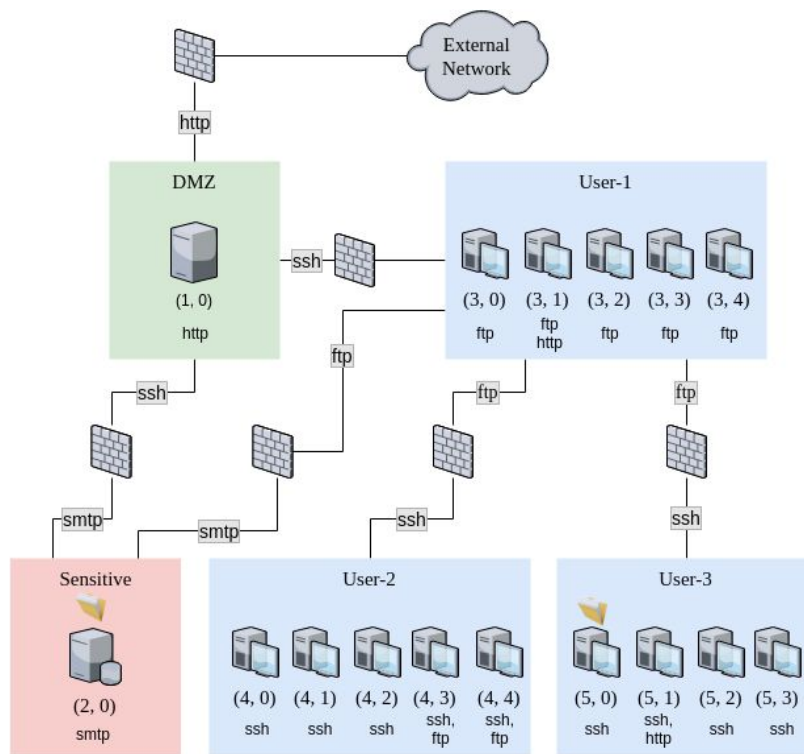 External
Network
http
DMZ
(1, 0)
http
ssh
User-1
(3, 0)
ftp
(3, 1)
ftp
http
(3, 2)
ftp
(3, 3)
ftp
(3, 4)
ftp
ssh
ftp
ftp
ftp
smtp
smtp
ssh
ssh
Sensitive
(2, 0)
smtp
User-2
(4, 0)
ssh
(4, 1)
ssh
(4, 2)
ssh
(4, 3)
ssh,
ftp
(4, 4)
ssh,
ftp
User-3
(5, 0)
ssh
(5, 1)
ssh,
http
(5, 2)
ssh
(5, 3)
ssh